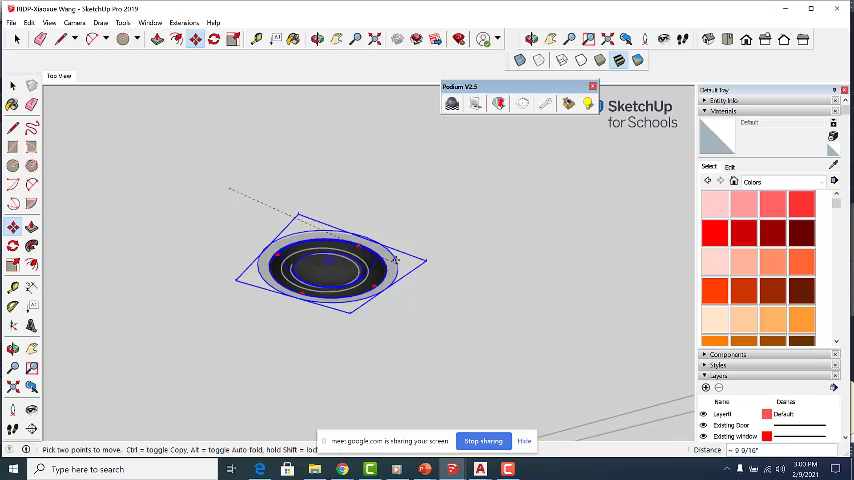 RIDP-Xiaoxue Wang - SketchUp Pro 2019
File Edit View Camera Draw Tools Window Extensions Help
Top View
Podium V2.5
SketchUp
for Schools
Default Tray
Entity Info
Materials
Default
Select Edit
Colors
Components
Styles
Layers
Name Dashes
Layer0 Default
Existing Door
Existing window
meet.google.com is sharing your screen Stop sharing Hide
Pick two points to move. Ctrl = toggle Copy, Alt = toggle Auto fold, hold Shift = lock
Distance ~ 9 9/16"
Type here to search
3:00 PM
2/9/2021